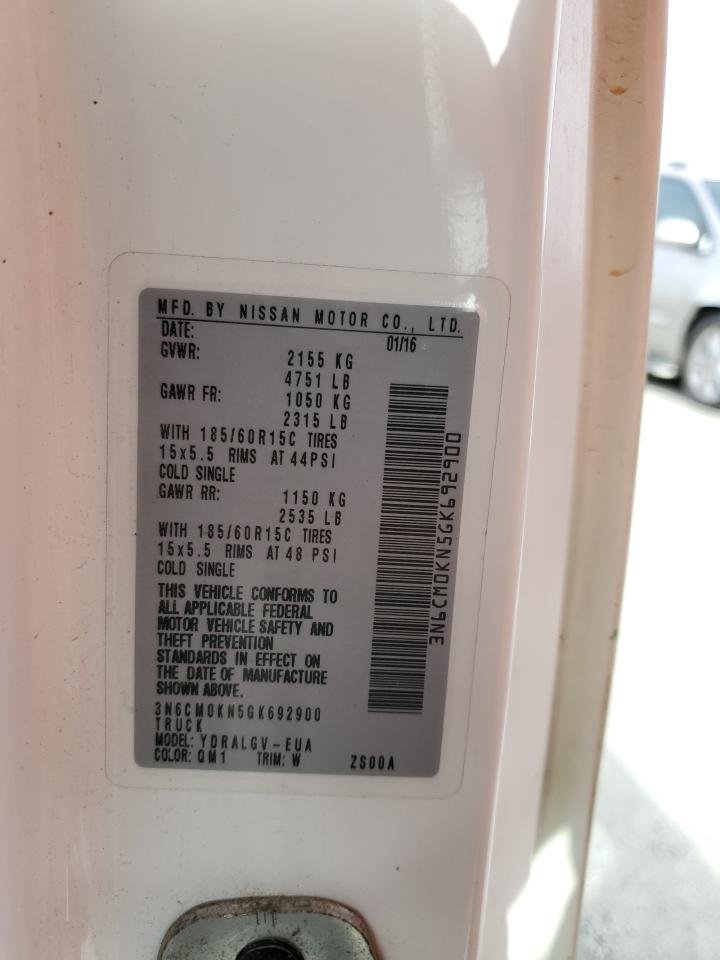 MFD. BY NISSAN MOTOR CO., LTD.
DATE: 01/16
GVWR: 2155 KG
4751 LB
GAWR FR: 1050 KG
2315 LB
WITH 185/60R15C TIRES
15x5.5 RIMS AT 44PSI
COLD SINGLE
GAWR RR: 1150 KG
2535 LB
WITH 185/60R15C TIRES
15x5.5 RIMS AT 48 PSI
COLD SINGLE
THIS VEHICLE CONFORMS TO
ALL APPLICABLE FEDERAL
MOTOR VEHICLE SAFETY AND
THEFT PREVENTION
STANDARDS IN EFFECT ON
THE DATE OF MANUFACTURE
SHOWN ABOVE.
3N6CM0KN5GK692900
TRUCK
MODEL: YDRALGV-EUA
COLOR: QM1 TRIM: W ZS00A
3N6CM0KN5GK692900